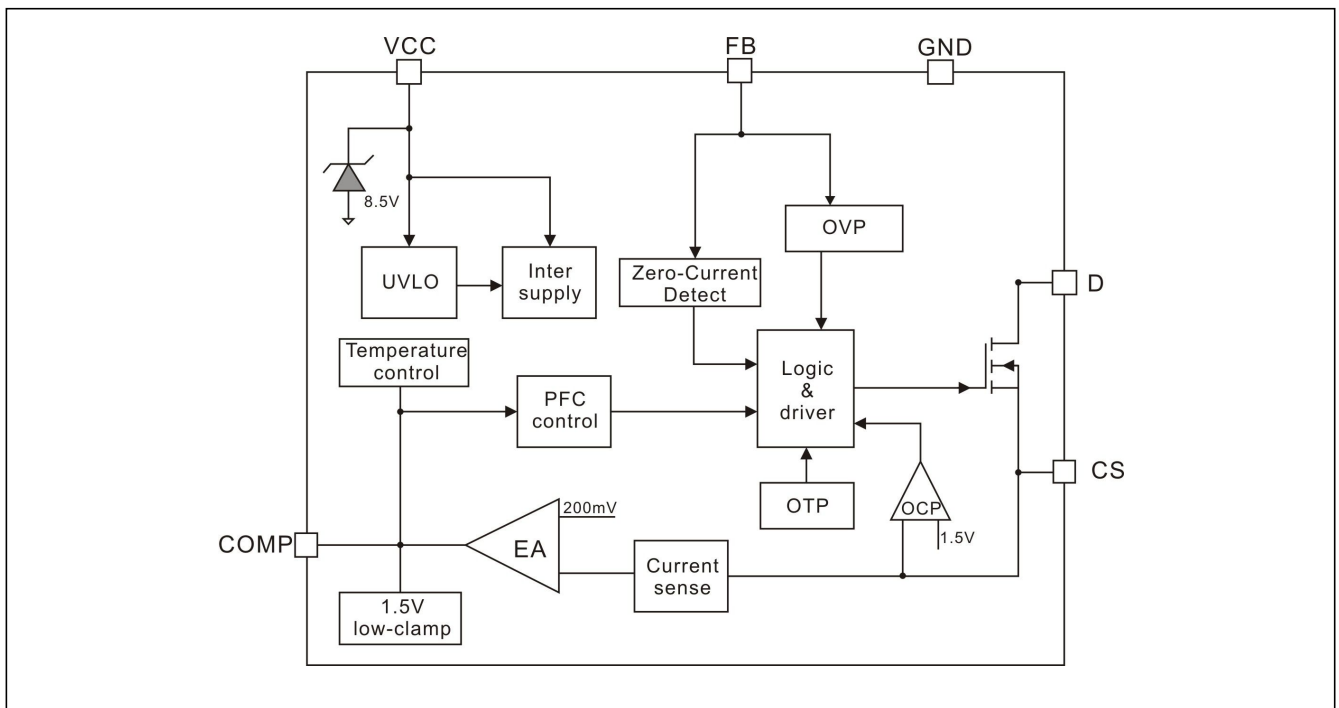 VCC
FB
GND
8.5V
OVP
UVLO
Inter
supply
Zero-Current
Detect
D
Temperature
control
PFC
control
Logic
&
driver
CS
OTP
OCP
1.5V
200mV
COMP
EA
Current
sense
1.5V
low-clamp